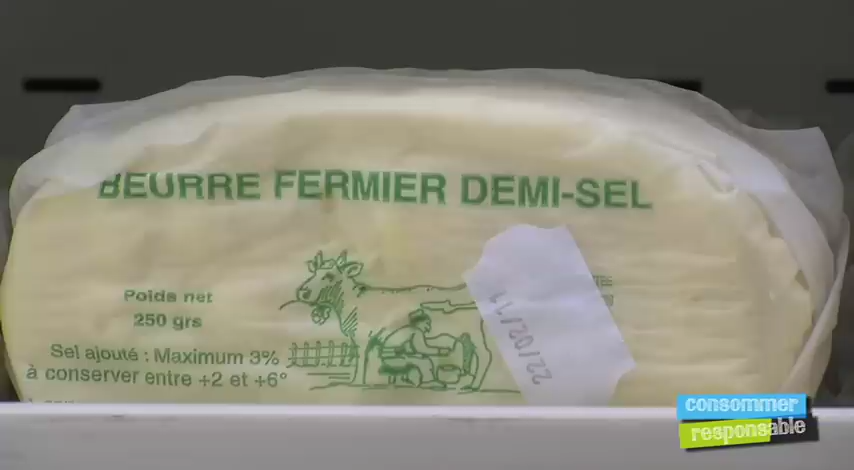 BEURRE FERMIER DEMI-SEL
Poids net
250 grs
Sel ajouté : Maximum 3%
à conserver entre +2 et +6°
22/02/11
consommer
responsable